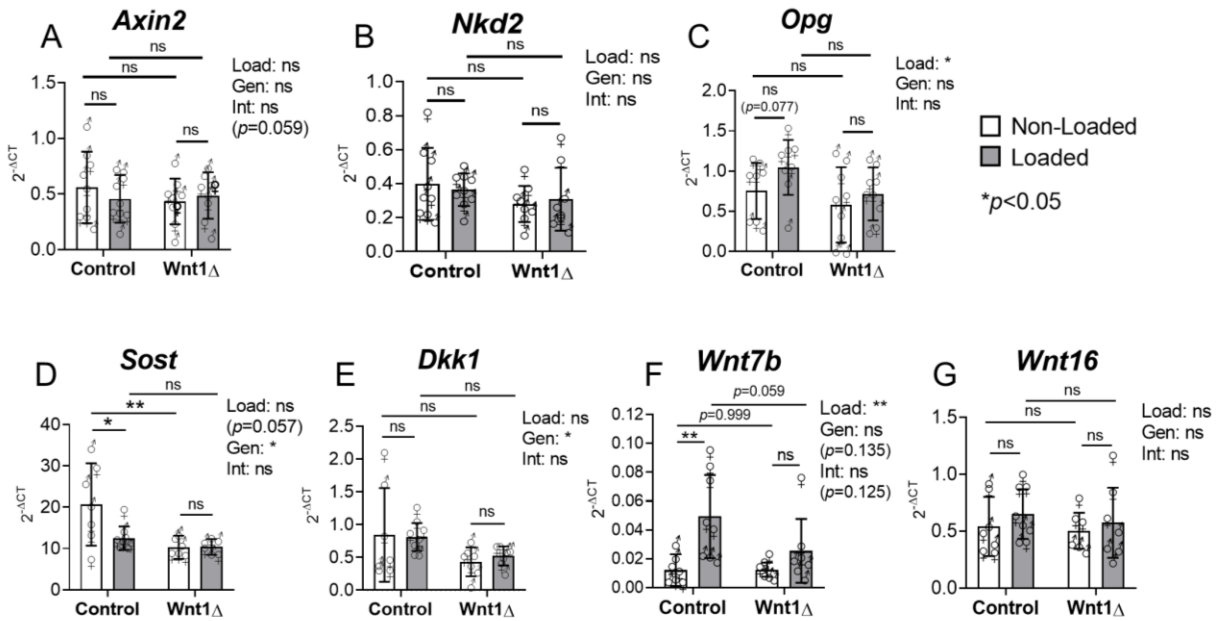 A
Axin2
ns
ns
ns
ns
Load: ns
Gen: ns
Int: ns
(p=0.059)
1.5
1.0
0.5
0.0
2-ΔCT
Control
Wnt1Δ
B
Nkd2
ns
ns
ns
ns
Load: ns
Gen: ns
Int: ns
1.0
0.8
0.6
0.4
0.2
0.0
2-ΔCT
Control
Wnt1Δ
C
Opg
ns
ns
ns
(p=0.077)
ns
Load: *
Gen: ns
Int: ns
2.0
1.5
1.0
0.5
0.0
2-ΔCT
Control
Wnt1Δ
Non-Loaded
Loaded
*p<0.05
D
Sost
ns
**
*
ns
Load: ns
(p=0.057)
Gen: *
Int: ns
40
30
20
10
0
2-ΔCT
Control
Wnt1Δ
E
Dkk1
ns
ns
ns
ns
Load: ns
Gen: *
Int: ns
2.5
2.0
1.5
1.0
0.5
0.0
2-ΔCT
Control
Wnt1Δ
F
Wnt7b
p=0.059
p=0.999
**
ns
Load: **
Gen: ns
(p=0.135)
Int: ns
(p=0.125)
0.12
0.10
0.08
0.06
0.04
0.02
0.00
2-ΔCT
Control
Wnt1Δ
G
Wnt16
ns
ns
ns
ns
Load: ns
Gen: ns
Int: ns
1.5
1.0
0.5
0.0
2-ΔCT
Control
Wnt1Δ